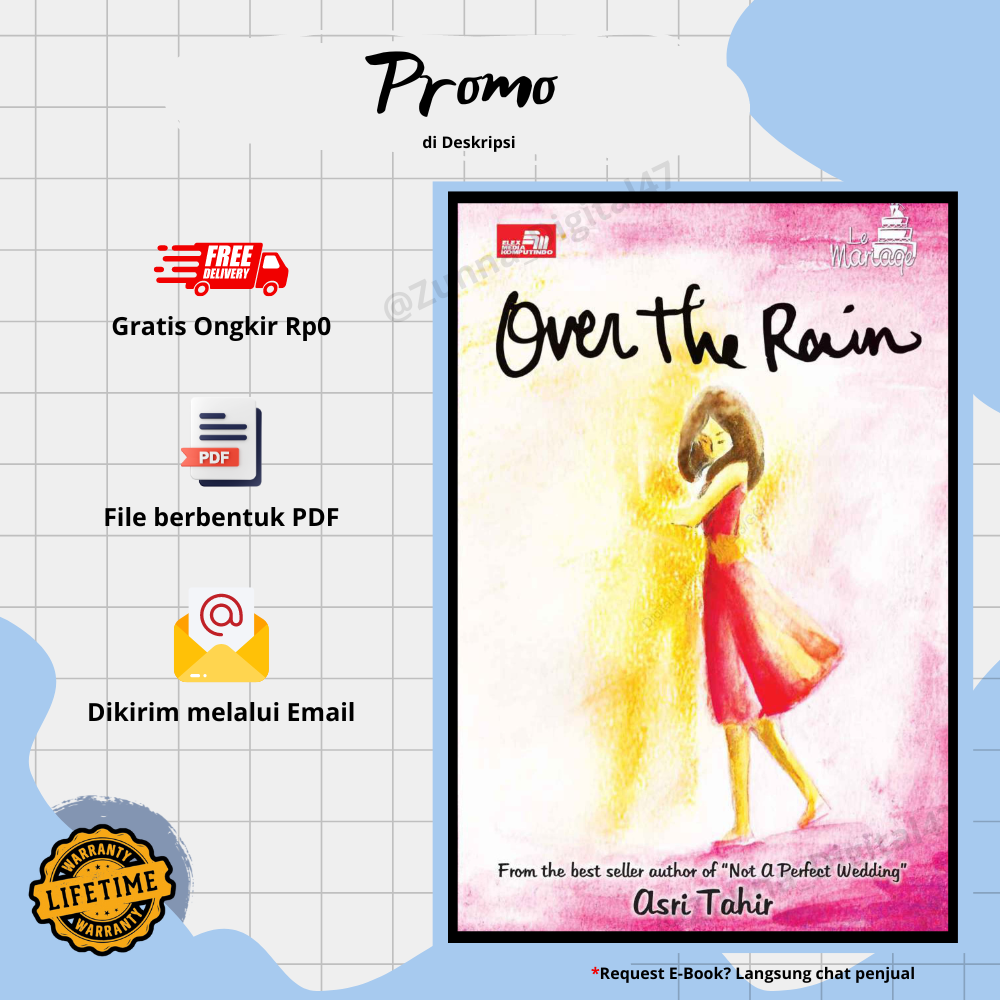 Promo
di Deskripsi
FREE
DELIVERY
Gratis Ongkir Rp0
PDF
File berbentuk PDF
@
Dikirim melalui Email
WARRANTY
LIFETIME
WARRANTY
ELEX
MEDIA
KOMPUTINDO
Le
Mariage
Over The Rain
From the best seller author of “Not A Perfect Wedding”
Asri Tahir
*Request E-Book? Langsung chat penjual